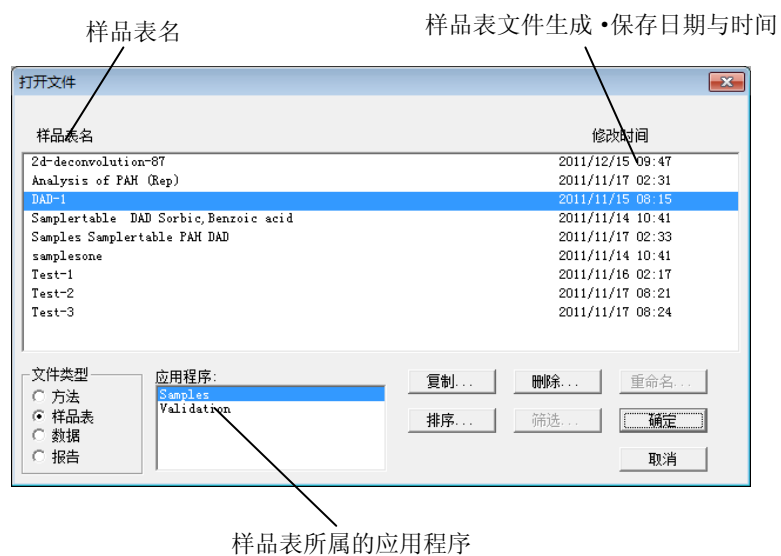 样品表名
样品表文件生成•保存日期与时间
打开文件
样品表名 修改时间
2d-deconvolution-87 2011/12/15 09:47
Analysis of PAH (Rep) 2011/11/17 02:31
DAD-1 2011/11/15 08:15
Samplertable DAD Sorbic,Benzoic acid 2011/11/14 10:41
Samples Samplertable PAH DAD 2011/11/17 02:33
samplesone 2011/11/14 10:41
Test-1 2011/11/16 02:17
Test-2 2011/11/17 08:21
Test-3 2011/11/17 08:24
文件类型
方法
样品表
数据
报告
应用程序:
Samples
Validation
复制... 删除... 重命名...
排序... 筛选... 确定
取消
样品表所属的应用程序